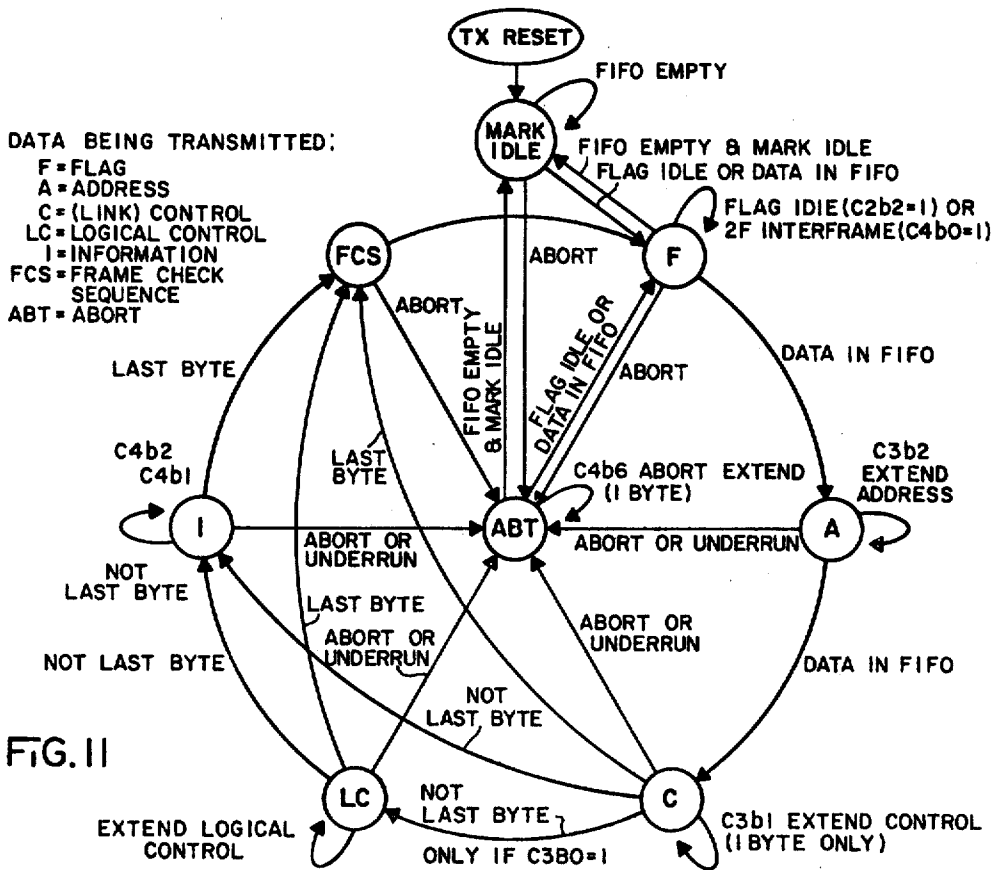 TX RESET
FIFO EMPTY
MARK
IDLE
DATA BEING TRANSMITTED:
F = FLAG
A = ADDRESS
C = (LINK) CONTROL
LC = LOGICAL CONTROL
I = INFORMATION
FCS = FRAME CHECK
SEQUENCE
ABT = ABORT
FIFO EMPTY & MARK IDLE
FLAG IDLE OR DATA IN FIFO
FLAG IDIE (C2b2=1) OR
2F INTERFRAME (C4b0=1)
FCS
F
ABORT
ABORT
FIFO EMPTY
& MARK IDLE
FLAG IDLE OR
DATA IN FIFO
ABORT
LAST BYTE
DATA IN FIFO
C4b2
C4b1
LAST
BYTE
C4b6 ABORT EXTEND
(1 BYTE)
C3b2
EXTEND
ADDRESS
I
ABT
A
ABORT OR
UNDERRUN
ABORT OR UNDERRUN
NOT
LAST BYTE
LAST BYTE
ABORT OR
UNDERRUN
ABORT OR
UNDERRUN
NOT LAST BYTE
DATA IN FIFO
NOT
LAST BYTE
FIG. 11
LC
NOT
LAST BYTE
C
EXTEND LOGICAL
CONTROL
ONLY IF C3B0=1
C3b1 EXTEND CONTROL
(1 BYTE ONLY)